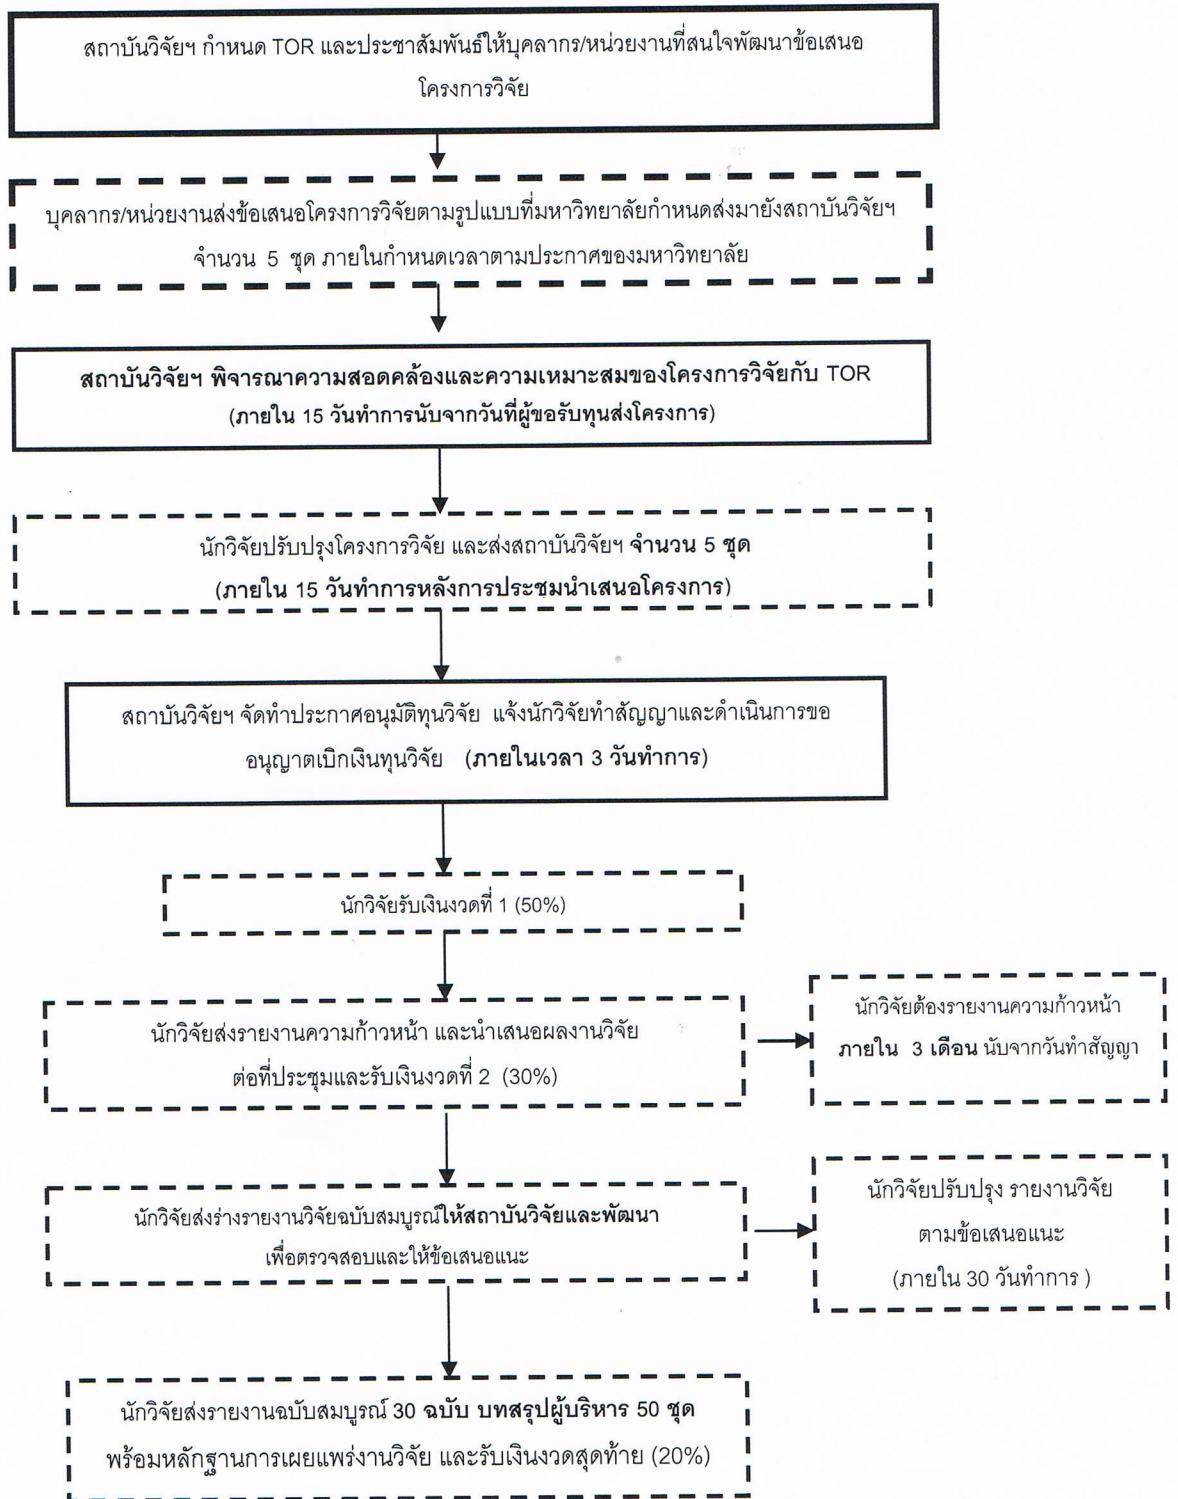 สถาบันวิจัยฯ กำหนด TOR และประชาสัมพันธ์ให้บุคลากร/หน่วยงานที่สนใจพัฒนาข้อเสนอ
โครงการวิจัย
บุคลากร/หน่วยงานส่งข้อเสนอโครงการวิจัยตามรูปแบบที่มหาวิทยาลัยกำหนดส่งมายังสถาบันวิจัยฯ
จำนวน 5 ชุด ภายในกำหนดเวลาตามประกาศของมหาวิทยาลัย
สถาบันวิจัยฯ พิจารณาความสอดคล้องและความเหมาะสมของโครงการวิจัยกับ TOR
(ภายใน 15 วันทำการนับจากวันที่ผู้ขอรับทุนส่งโครงการ)
นักวิจัยปรับปรุงโครงการวิจัย และส่งสถาบันวิจัยฯ จำนวน 5 ชุด
(ภายใน 15 วันทำการหลังการประชุมนำเสนอโครงการ)
สถาบันวิจัยฯ จัดทำประกาศอนุมัติทุนวิจัย แจ้งนักวิจัยทำสัญญาและดำเนินการขอ
อนุญาตเบิกเงินทุนวิจัย (ภายในเวลา 3 วันทำการ)
นักวิจัยรับเงินงวดที่ 1 (50%)
นักวิจัยส่งรายงานความก้าวหน้า และนำเสนอผลงานวิจัย
ต่อที่ประชุมและรับเงินงวดที่ 2 (30%)
นักวิจัยต้องรายงานความก้าวหน้า
ภายใน 3 เดือน นับจากวันทำสัญญา
นักวิจัยส่งร่างรายงานวิจัยฉบับสมบูรณ์ให้สถาบันวิจัยและพัฒนา
เพื่อตรวจสอบและให้ข้อเสนอแนะ
นักวิจัยปรับปรุง รายงานวิจัย
ตามข้อเสนอแนะ
(ภายใน 30 วันทำการ )
นักวิจัยส่งรายงานฉบับสมบูรณ์ 30 ฉบับ บทสรุปผู้บริหาร 50 ชุด
พร้อมหลักฐานการเผยแพร่งานวิจัย และรับเงินงวดสุดท้าย (20%)